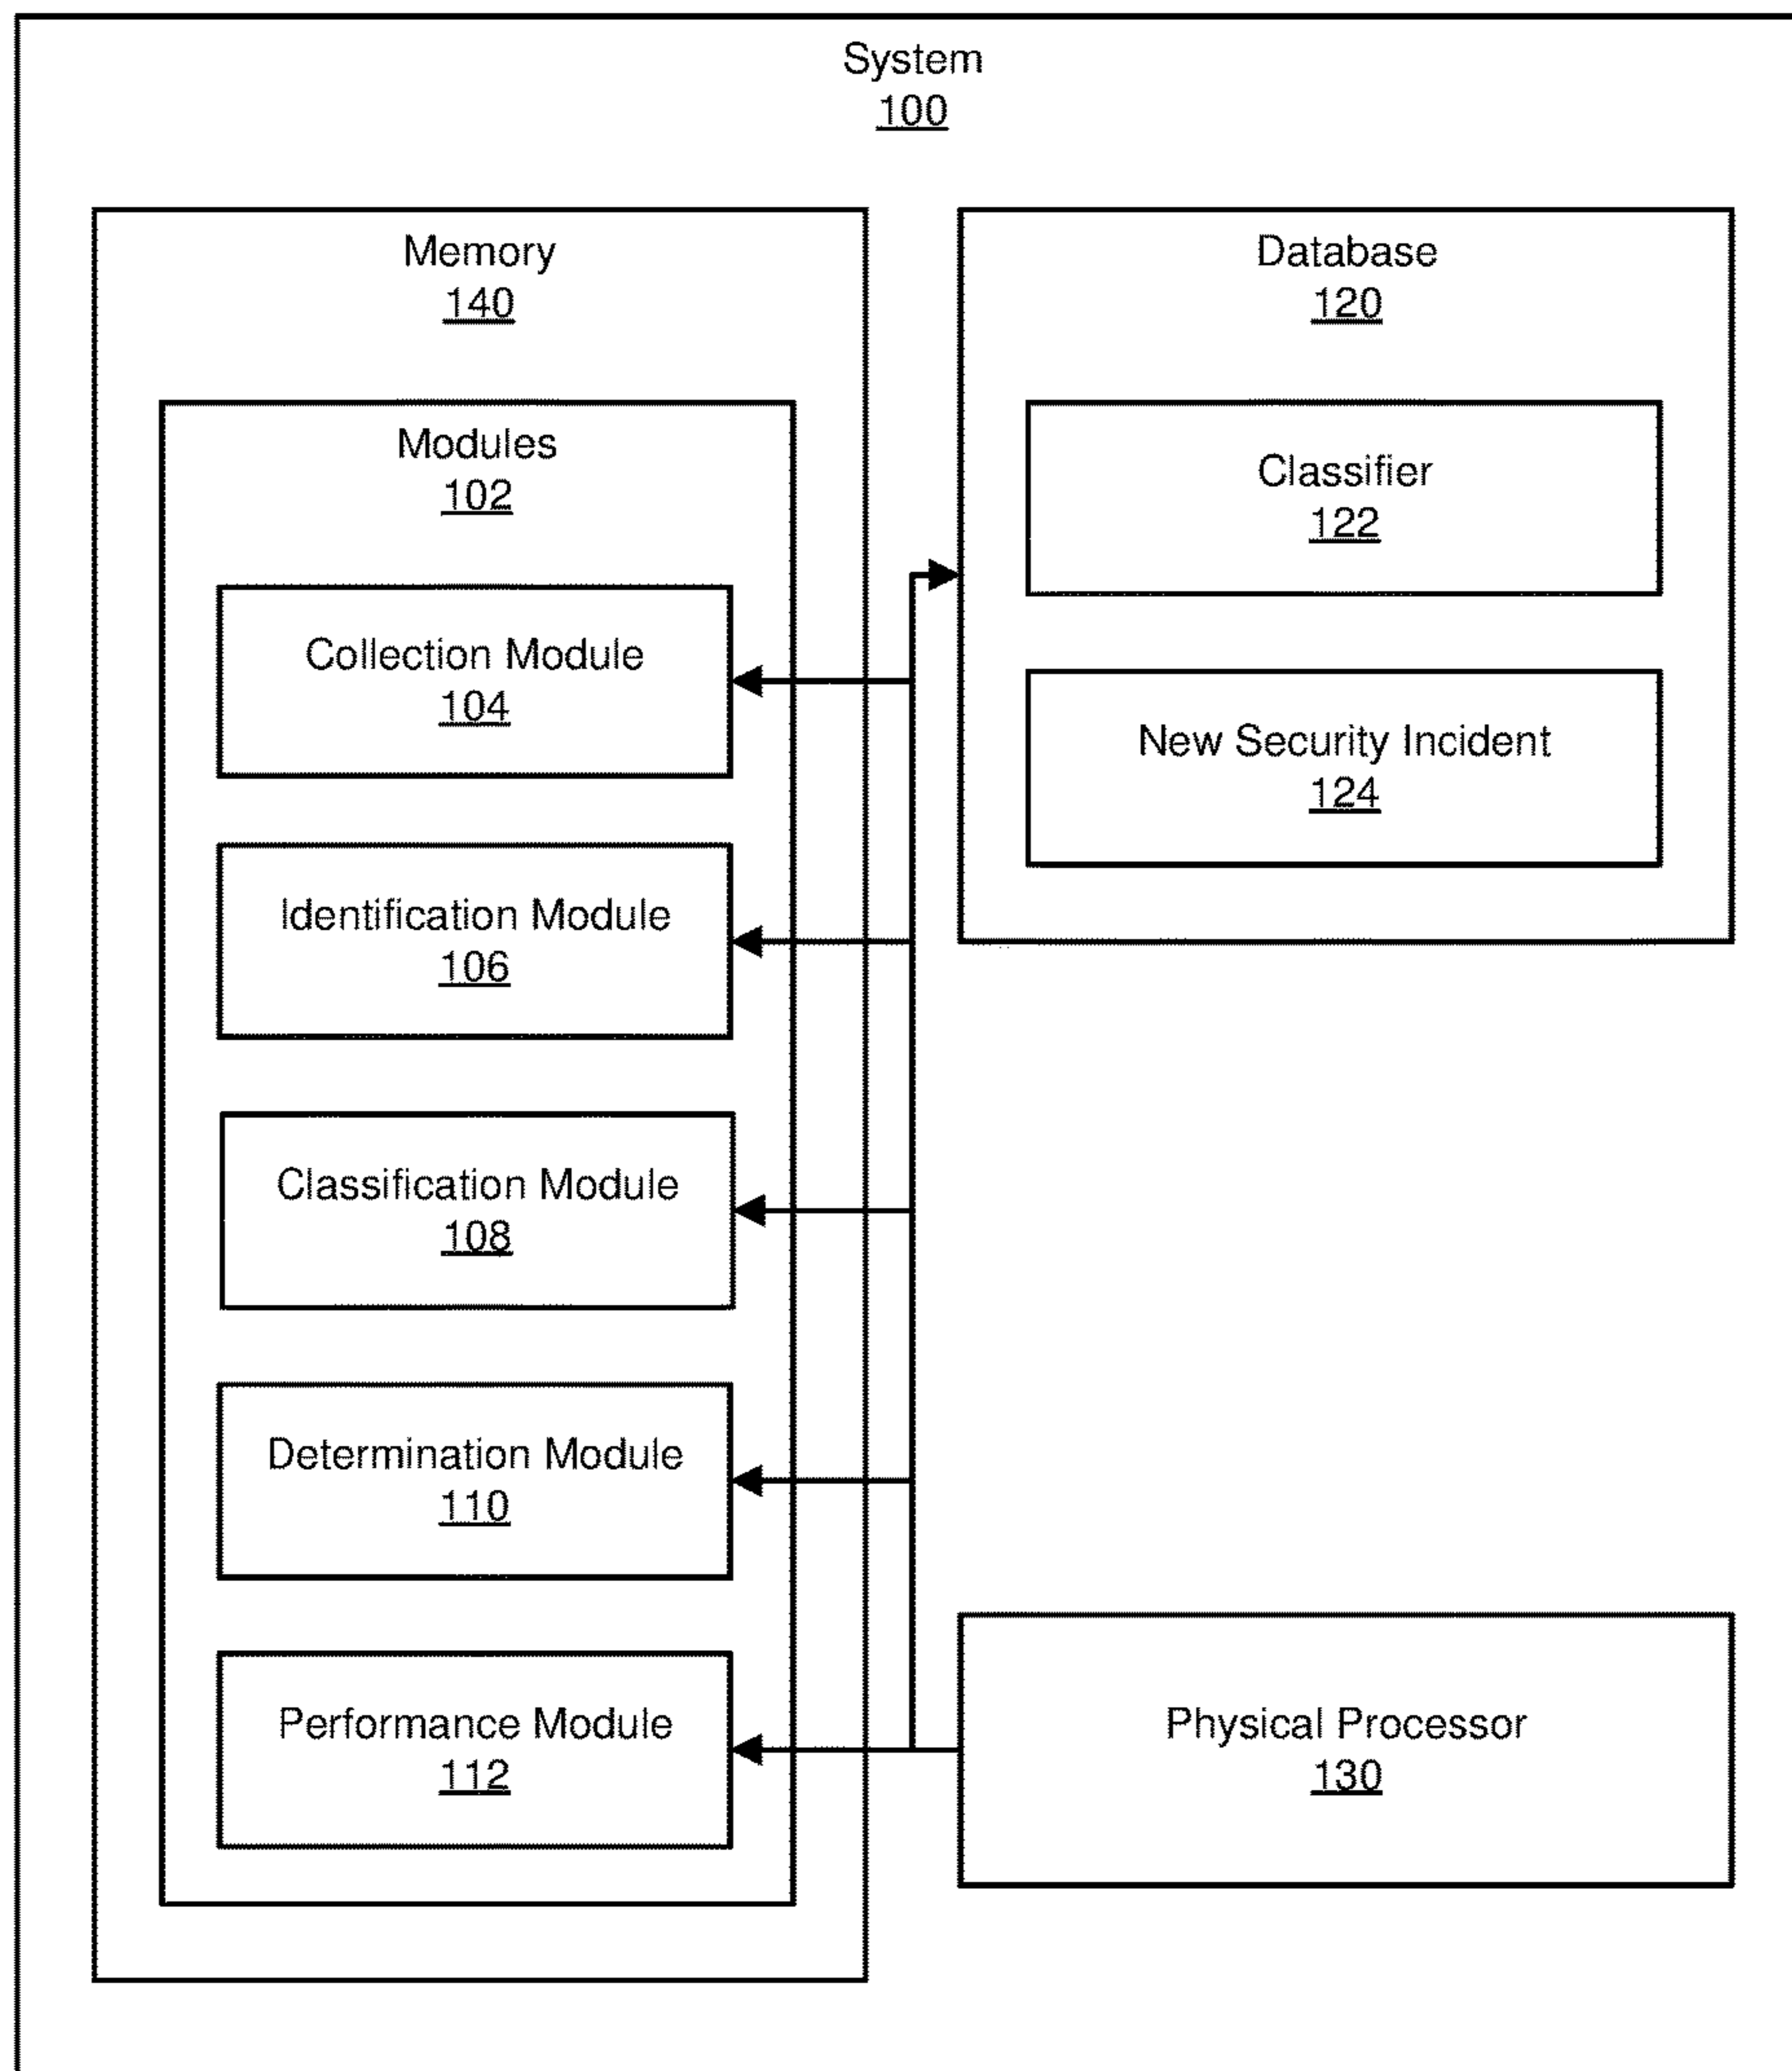 System
100
Memory
140
Modules
102
Collection Module
104
Identification Module
106
Classification Module
108
Determination Module
110
Performance Module
112
Database
120
Classifier
122
New Security Incident
124
Physical Processor
130